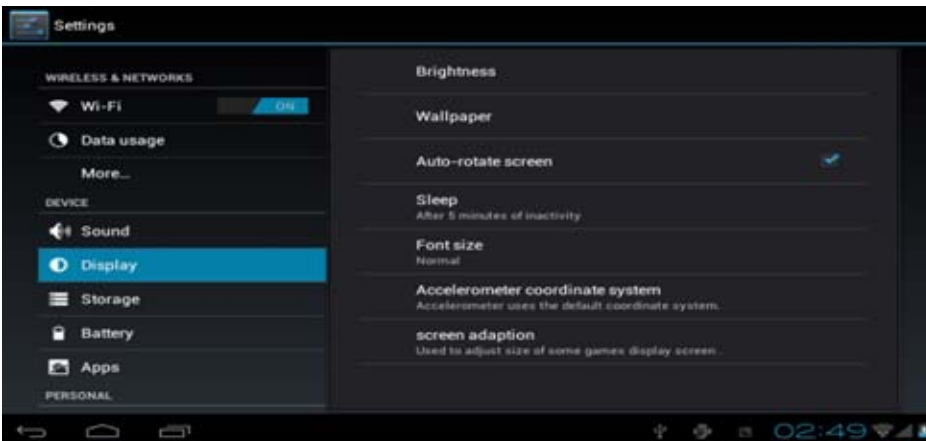 Settings
WIRELESS & NETWORKS
Wi-Fi
ON
Data usage
More...
DEVICE
Sound
Display
Storage
Battery
Apps
PERSONAL
Brightness
Wallpaper
Auto-rotate screen
Sleep
After 5 minutes of inactivity
Font size
Normal
Accelerometer coordinate system
Accelerometer uses the default coordinate system.
screen adaption
Used to adjust size of some games display screen .
02:49